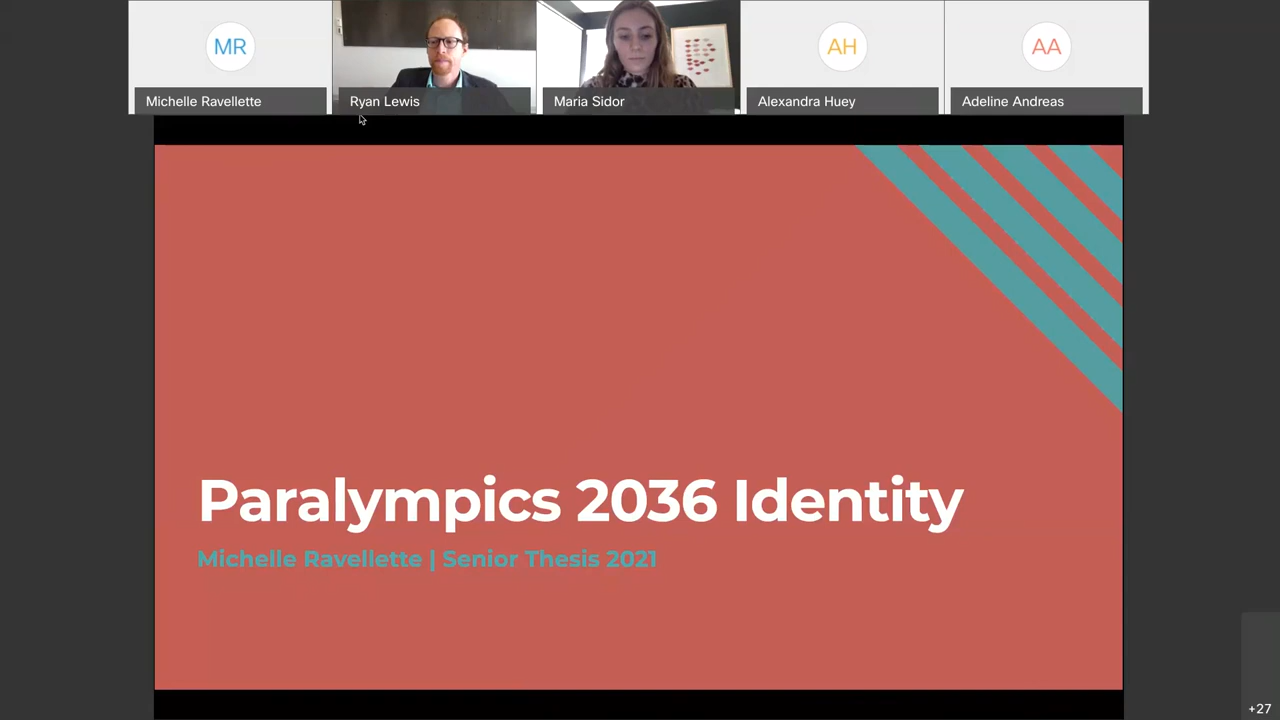 MR
Michelle Ravellette
Ryan Lewis
Maria Sidor
AH
Alexandra Huey
AA
Adeline Andreas
Paralympics 2036 Identity
Michelle Ravellette | Senior Thesis 2021
+27